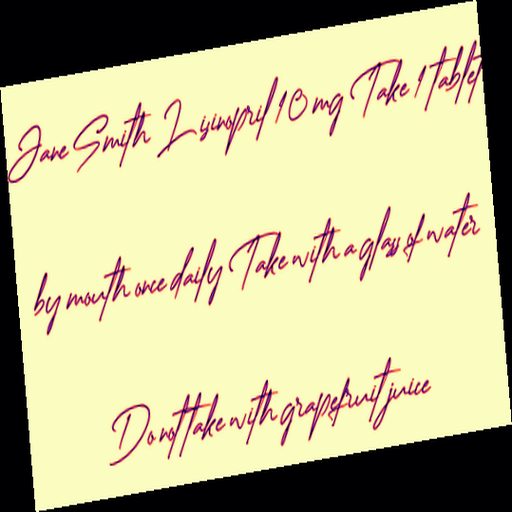 Jane Smith Lisinopril 10 mg Take 1 tablet
by mouth once daily Take with a glass of water
Do not take with grapefruit juice